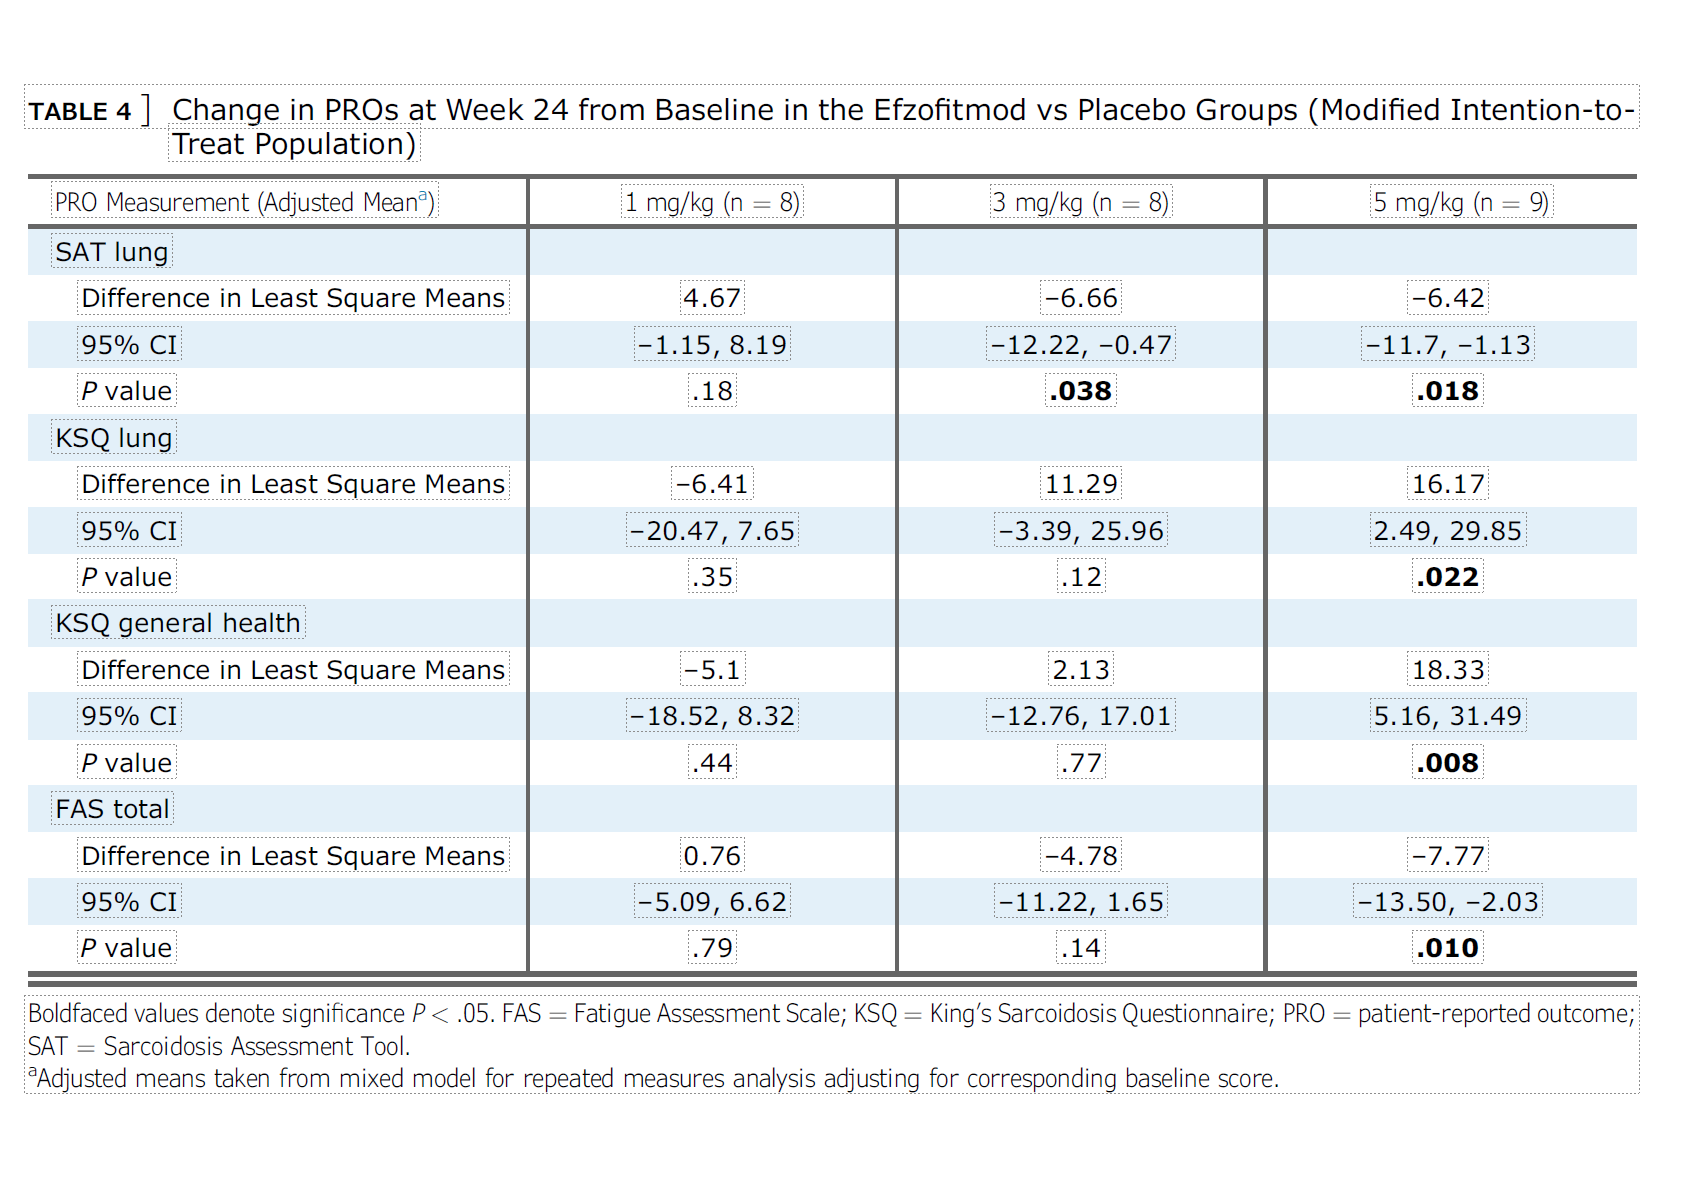 TABLE 4 ] Change in PROs at Week 24 from Baseline in the Efzofitmod vs Placebo Groups (Modified Intention-to-
Treat Population)
PRO Measurement (Adjusted Meanᵃ) 1 mg/kg (n = 8) 3 mg/kg (n = 8) 5 mg/kg (n = 9)
SAT lung
Difference in Least Square Means 4.67 –6.66 –6.42
95% CI –1.15, 8.19 –12.22, –0.47 –11.7, –1.13
P value .18 .038 .018
KSQ lung
Difference in Least Square Means –6.41 11.29 16.17
95% CI –20.47, 7.65 –3.39, 25.96 2.49, 29.85
P value .35 .12 .022
KSQ general health
Difference in Least Square Means –5.1 2.13 18.33
95% CI –18.52, 8.32 –12.76, 17.01 5.16, 31.49
P value .44 .77 .008
FAS total
Difference in Least Square Means 0.76 –4.78 –7.77
95% CI –5.09, 6.62 –11.22, 1.65 –13.50, –2.03
P value .79 .14 .010
Boldfaced values denote significance P < .05. FAS = Fatigue Assessment Scale; KSQ = King’s Sarcoidosis Questionnaire; PRO = patient-reported outcome;
SAT = Sarcoidosis Assessment Tool.
ᵃAdjusted means taken from mixed model for repeated measures analysis adjusting for corresponding baseline score.